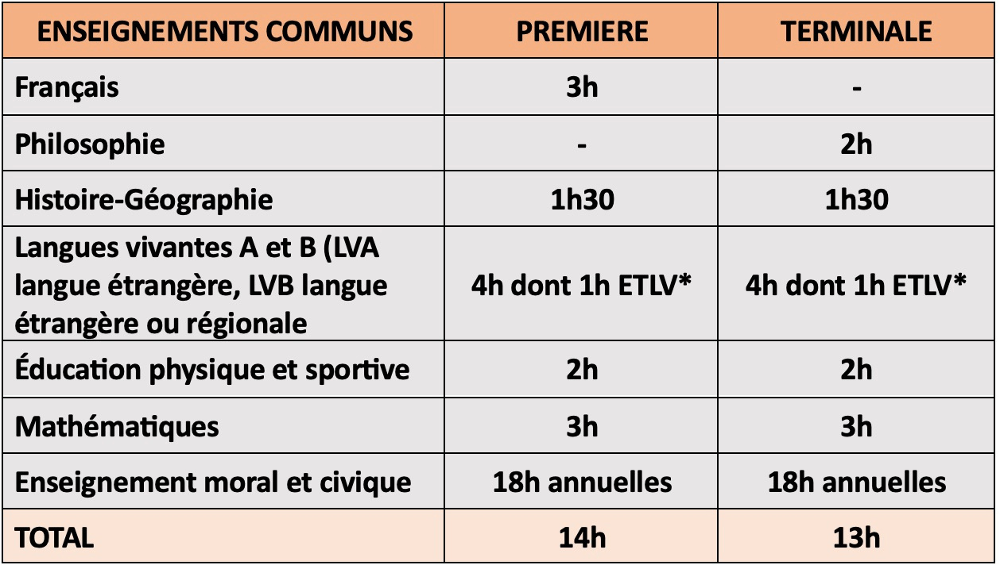 ENSEIGNEMENTS COMMUNS PREMIERE TERMINALE
Français 3h -
Philosophie - 2h
Histoire-Géographie 1h30 1h30
Langues vivantes A et B (LVA
langue étrangère, LVB langue
étrangère ou régionale
4h dont 1h ETLV* 4h dont 1h ETLV*
Éducation physique et sportive 2h 2h
Mathématiques 3h 3h
Enseignement moral et civique 18h annuelles 18h annuelles
TOTAL 14h 13h